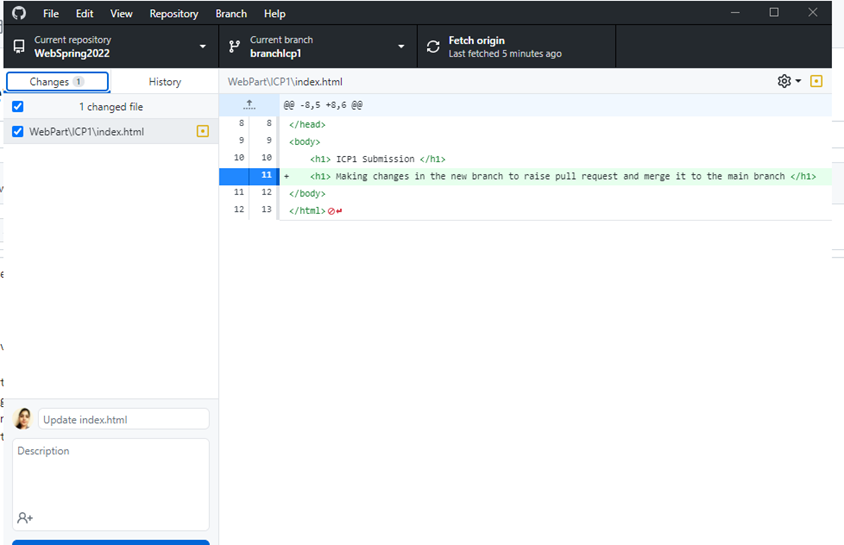 File Edit View Repository Branch Help
Current repository
WebSpring2022
Current branch
branchIcp1
Fetch origin
Last fetched 5 minutes ago
Changes 1 History
1 changed file
WebPart\ICP1\index.html
WebPart\ICP1\index.html
@@ -8,5 +8,6 @@
8 8 </head>
9 9 <body>
10 10 <h1> ICP1 Submission </h1>
11 + <h1> Making changes in the new branch to raise pull request and merge it to the main branch </h1>
11 12 </body>
12 13 </html>
Update index.html
Description